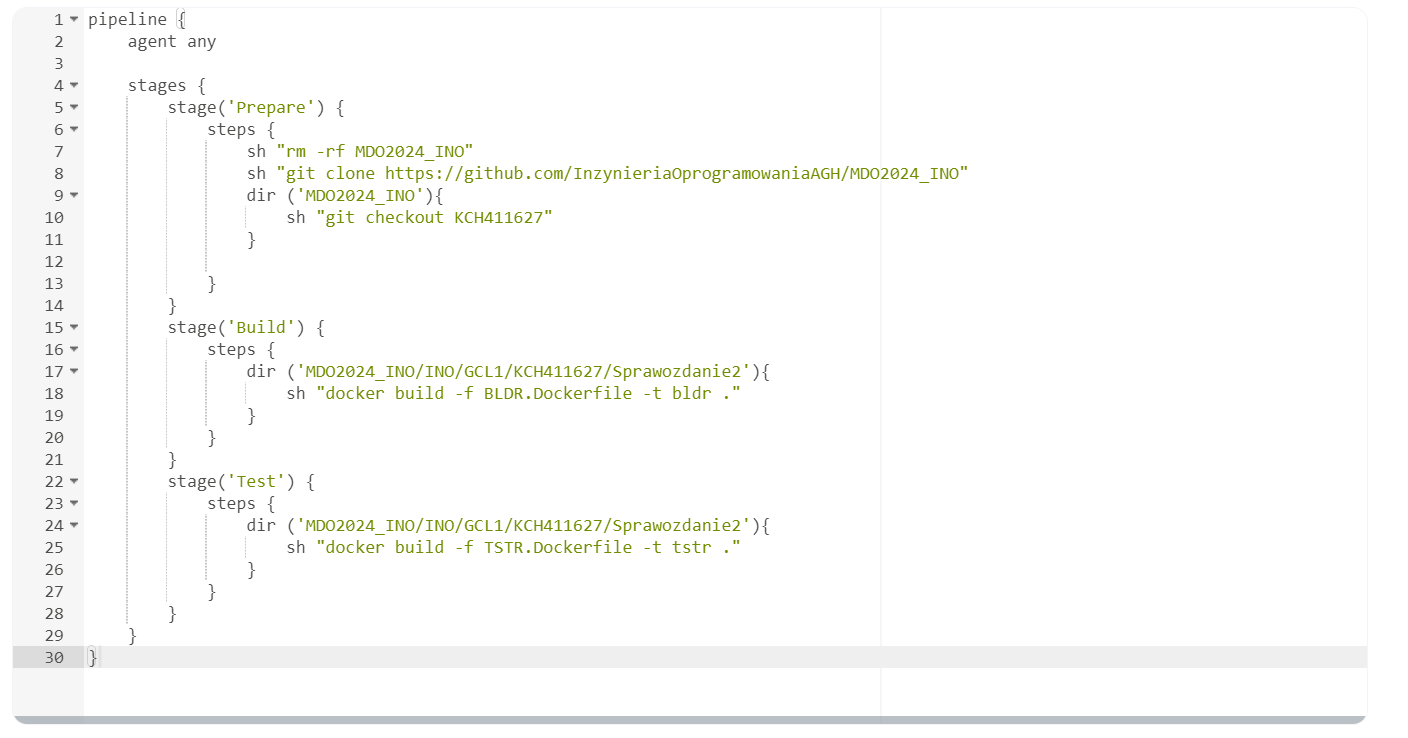 1 pipeline {
2     agent any
3
4     stages {
5         stage('Prepare') {
6             steps {
7                 sh "rm -rf MDO2024_INO"
8                 sh "git clone https://github.com/InzynieriaOprogramowaniaAGH/MDO2024_INO"
9                 dir ('MDO2024_INO'){
10                     sh "git checkout KCH411627"
11                 }
12
13             }
14         }
15         stage('Build') {
16             steps {
17                 dir ('MDO2024_INO/INO/GCL1/KCH411627/Sprawozdanie2'){
18                     sh "docker build -f BLDR.Dockerfile -t bldr ."
19                 }
20             }
21         }
22         stage('Test') {
23             steps {
24                 dir ('MDO2024_INO/INO/GCL1/KCH411627/Sprawozdanie2'){
25                     sh "docker build -f TSTR.Dockerfile -t tstr ."
26                 }
27             }
28         }
29     }
30 }